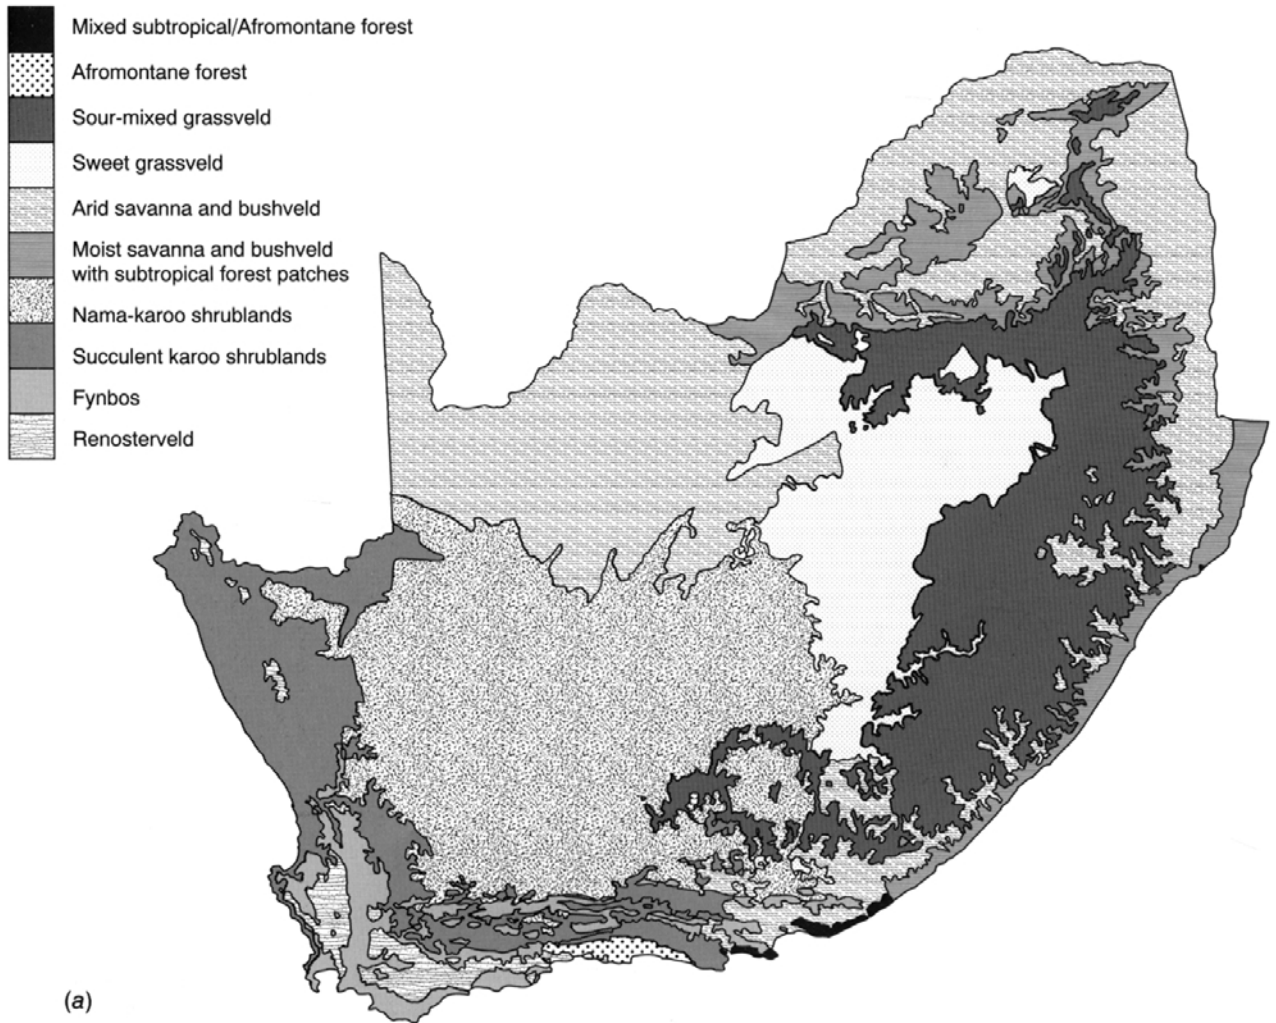 Mixed subtropical/Afromontane forest
Afromontane forest
Sour-mixed grassveld
Sweet grassveld
Arid savanna and bushveld
Moist savanna and bushveld
with subtropical forest patches
Nama-karoo shrublands
Succulent karoo shrublands
Fynbos
Renosterveld
(a)